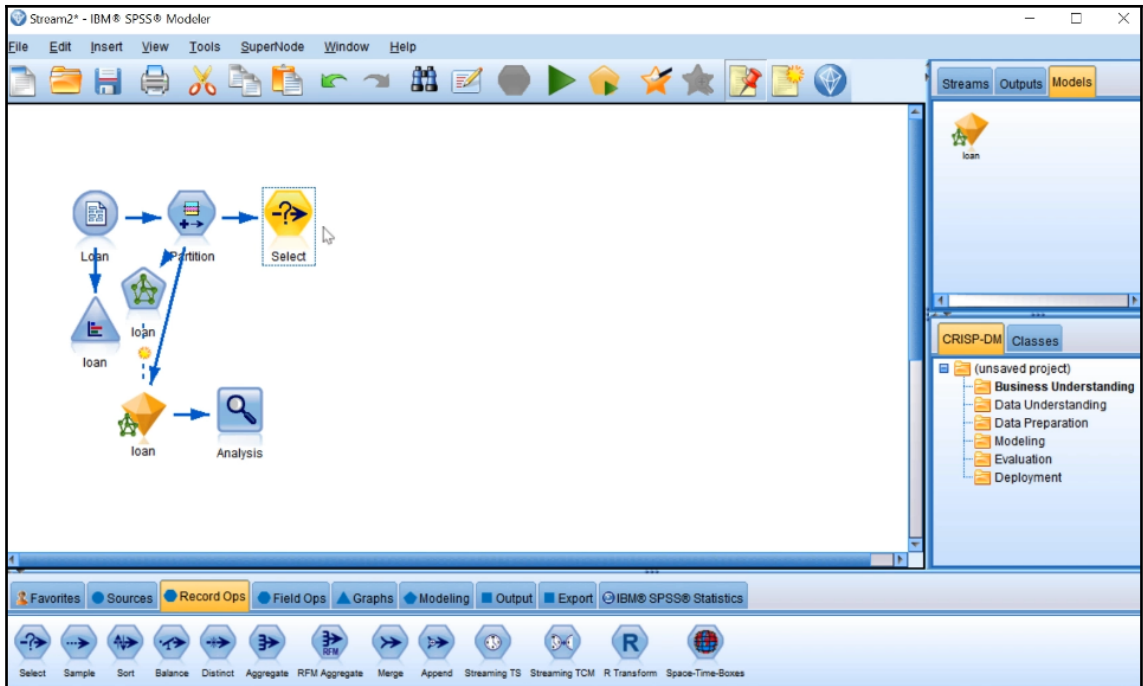 Stream2* - IBM® SPSS® Modeler
File Edit Insert View Tools SuperNode Window Help
Streams Outputs Models
loan
Loan Partition Select
loan
loan
loan Analysis
CRISP-DM Classes
(unsaved project)
Business Understanding
Data Understanding
Data Preparation
Modeling
Evaluation
Deployment
Favorites Sources Record Ops Field Ops Graphs Modeling Output Export IBM® SPSS® Statistics
RFM R
Select Sample Sort Balance Distinct Aggregate RFM Aggregate Merge Append Streaming TS Streaming TCM R Transform Space-Time-Boxes